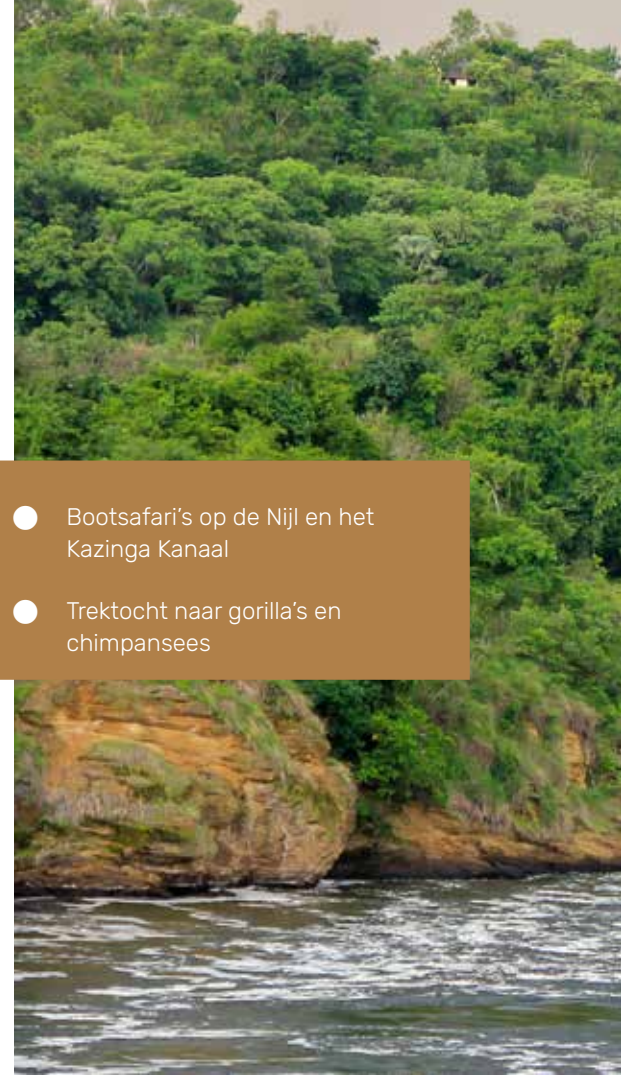 Bootsafari’s op de Nijl en het
Kazinga Kanaal
Trektocht naar gorilla’s en
chimpansees